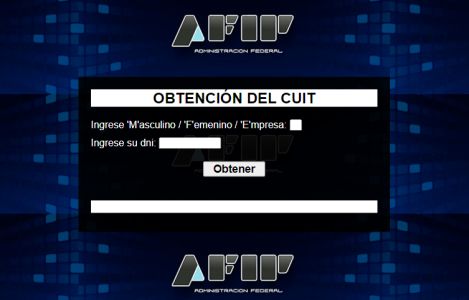 AFIP
ADMINISTRACION FEDERAL
OBTENCIÓN DEL CUIT
Ingrese 'M'asculino / 'F'emenino / 'E'mpresa:
Ingrese su dni:
Obtener
AFIP
ADMINISTRACION FEDERAL